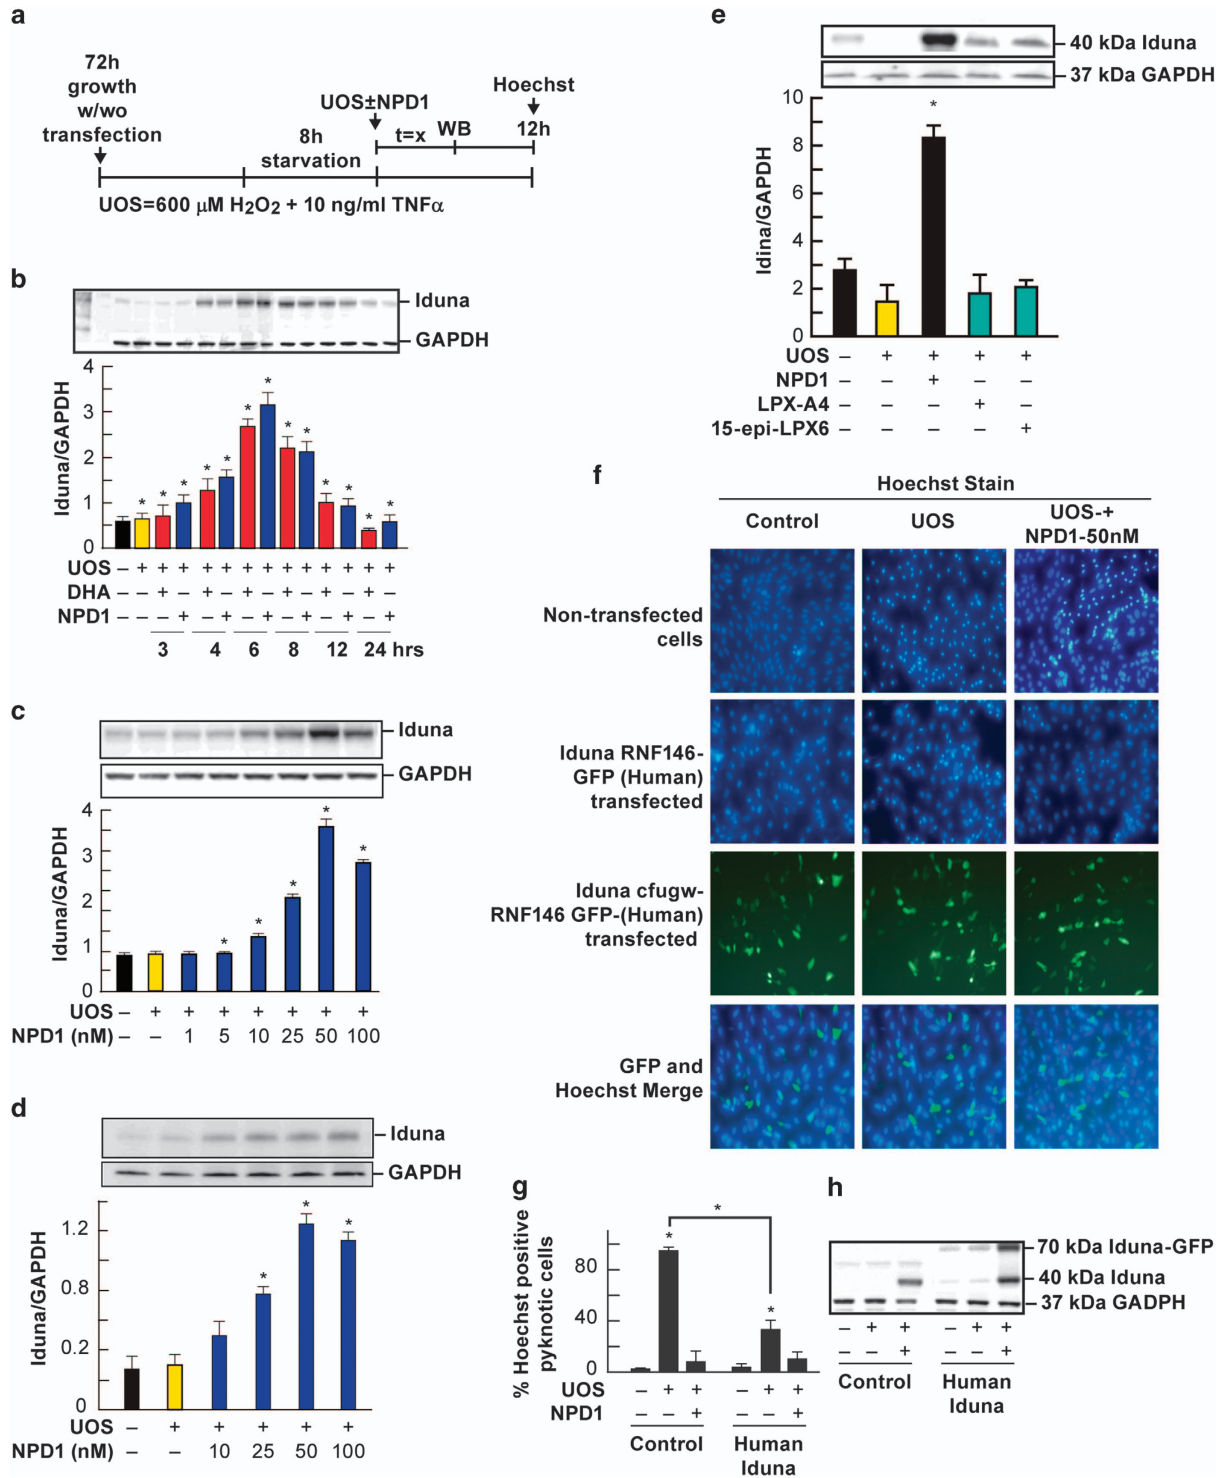 a
72h
growth
w/wo
transfection
8h
starvation
UOS±NPD1
t=x
WB
Hoechst
12h
UOS=600 µM H2O2 + 10 ng/ml TNFα
b
Iduna
GAPDH
Iduna/GAPDH
4
3
2
1
0
UOS – + + + + + + + + + + + + +
DHA – – + – + – + – + – + – + –
NPD1 – – – + – + – + – + – + – +
3 4 6 8 12 24 hrs
* * * * * * * * * * * * *
c
Iduna
GAPDH
Iduna/GAPDH
4
3
2
1
0
* * * * *
UOS – + + + + + + +
NPD1 (nM) – – 1 5 10 25 50 100
d
Iduna
GAPDH
Iduna/GAPDH
1.2
0.8
0.2
0
* * *
UOS – + + + + +
NPD1 (nM) – – 10 25 50 100
e
40 kDa Iduna
37 kDa GAPDH
Idina/GAPDH
10
8
6
4
2
0
*
UOS – + + + +
NPD1 – – + – –
LPX-A4 – – – + –
15-epi-LPX6 – – – – +
f
Hoechst Stain
Control
UOS
UOS-+
NPD1-50nM
Non-transfected
cells
Iduna RNF146-
GFP (Human)
transfected
Iduna cfugw-
RNF146 GFP-(Human)
transfected
GFP and
Hoechst Merge
g
% Hoechst positive
pyknotic cells
80
40
0
* * *
UOS – + + – + +
NPD1 + +
Control
Human
Iduna
h
70 kDa Iduna-GFP
40 kDa Iduna
37 kDa GADPH
– + + – + +
– – + – – +
Control
Human
Iduna